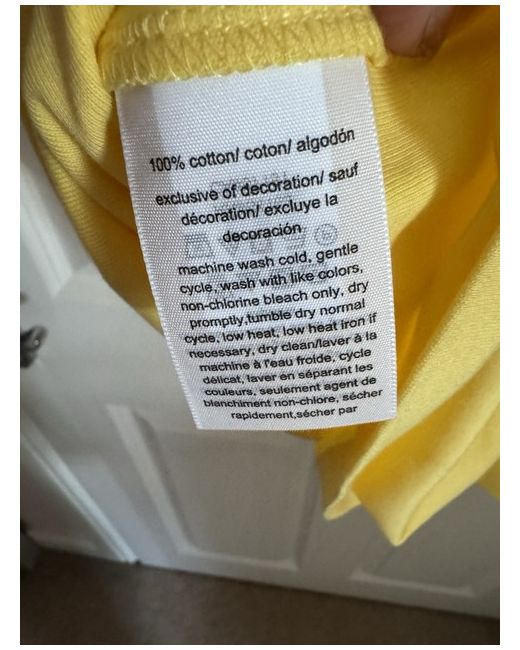 100% cotton/ coton/ algodón
exclusive of decoration/ sauf
décoration/ excluye la
decoración
machine wash cold, gentle
cycle, wash with like colors,
non-chlorine bleach only, dry
promptly,tumble dry normal
cycle, low heat, low heat iron if
necessary, dry clean/laver à la
machine à l'eau froide, cycle
délicat, laver en séparant les
couleurs, seulement agent de
blanchiment non-chlore, sécher
rapidement,sécher par